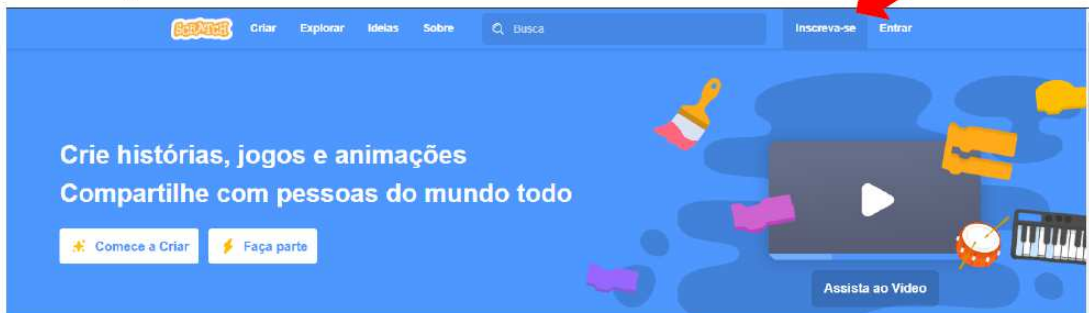 SCRATCH Criar Explorar Ideias Sobre Busca Inscreva-se Entrar
Crie histórias, jogos e animações
Compartilhe com pessoas do mundo todo
Comece a Criar Faça parte
Assista ao Vídeo